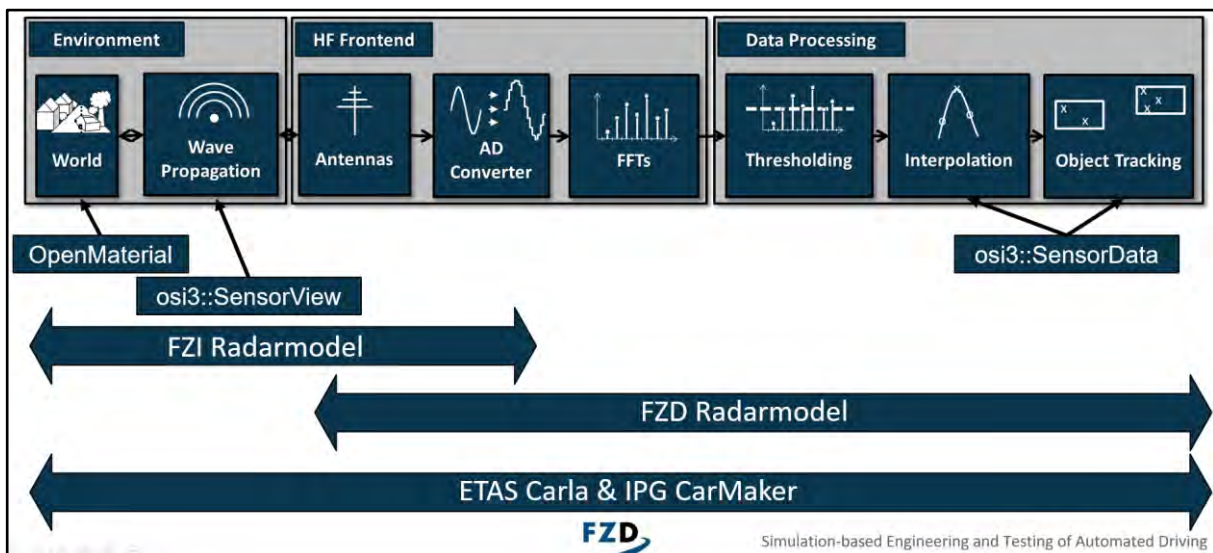 Environment
HF Frontend
Data Processing
World
Wave
Propagation
Antennas
AD
Converter
FFTs
Thresholding
Interpolation
x
Object Tracking
x
x
x
x
x
OpenMaterial
osi3::SensorView
osi3::SensorData
FZI Radarmodel
FZD Radarmodel
ETAS Carla & IPG CarMaker
FZD
Simulation-based Engineering and Testing of Automated Driving